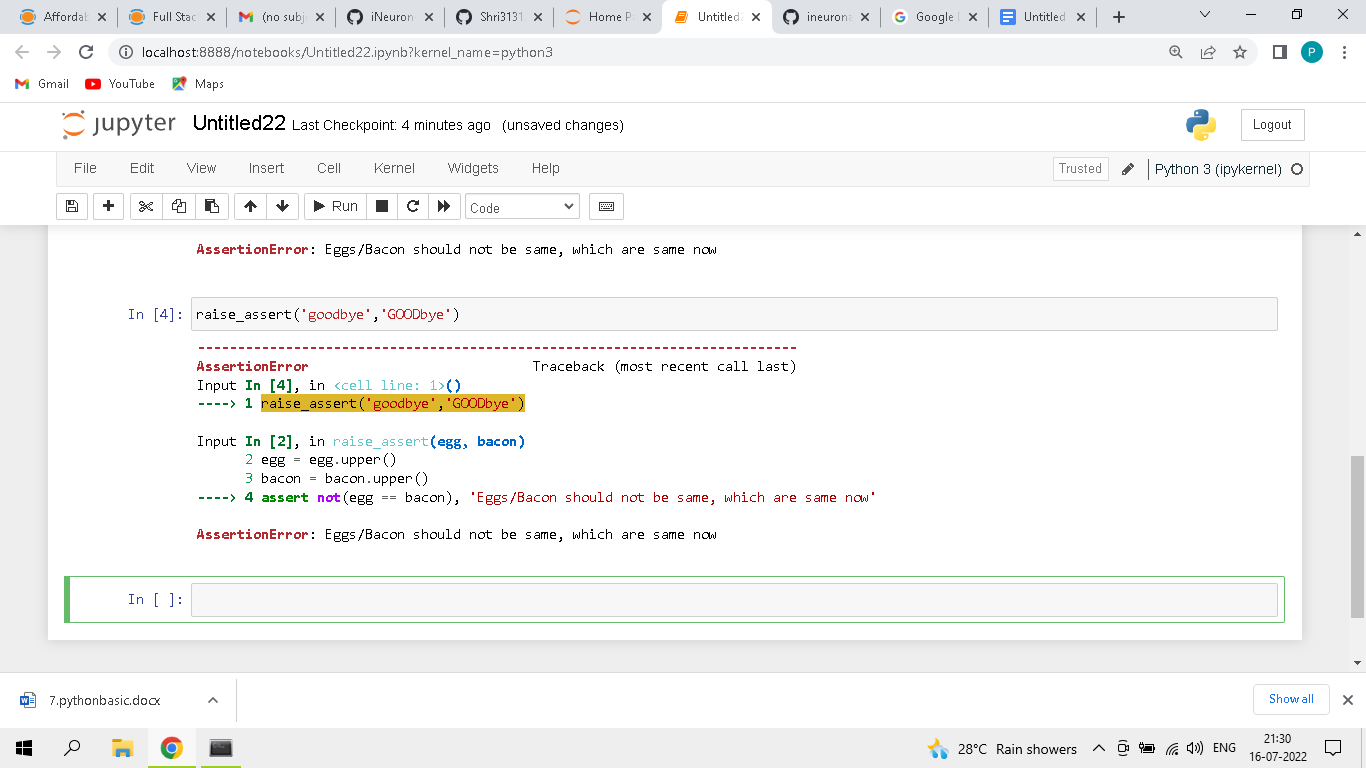 Affordab
Full Stac
(no subj
iNeuron
Phri3131
Home P
Untitled
ineuron
Google
Untitled
localhost:8888/notebooks/Untitled22.ipynb?kernel_name=python3
P
Gmail
YouTube
Maps
jupyter Untitled22 Last Checkpoint: 4 minutes ago (unsaved changes)
Logout
File Edit View Insert Cell Kernel Widgets Help
Trusted
Python 3 (ipykernel)
Run
Code
AssertionError: Eggs/Bacon should not be same, which are same now
In [4]: raise_assert('goodbye','GOODbye')
---------------------------------------------------------------------------
AssertionError Traceback (most recent call last)
Input In [4], in <cell line: 1>()
----> 1 raise_assert('goodbye','GOODbye')
Input In [2], in raise_assert(egg, bacon)
2 egg = egg.upper()
3 bacon = bacon.upper()
----> 4 assert not(egg == bacon), 'Eggs/Bacon should not be same, which are same now'
AssertionError: Eggs/Bacon should not be same, which are same now
In [ ]:
7.pythonbasic.docx
Show all
28°C Rain showers
ENG
21:30
16-07-2022